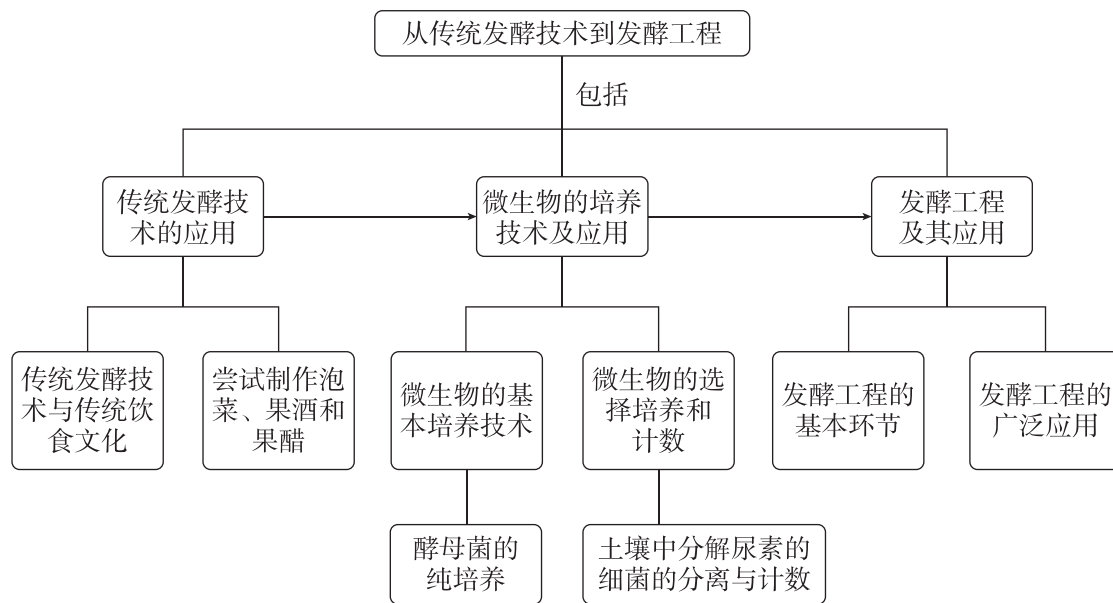 从传统发酵技术到发酵工程
包括
传统发酵技
术的应用
微生物的培养
技术及应用
发酵工程
及其应用
传统发酵技
术与传统饮
食文化
尝试制作泡
菜、果酒和
果醋
微生物的基
本培养技术
微生物的选
择培养和
计数
发酵工程的
基本环节
发酵工程的
广泛应用
酵母菌的
纯培养
土壤中分解尿素的
细菌的分离与计数